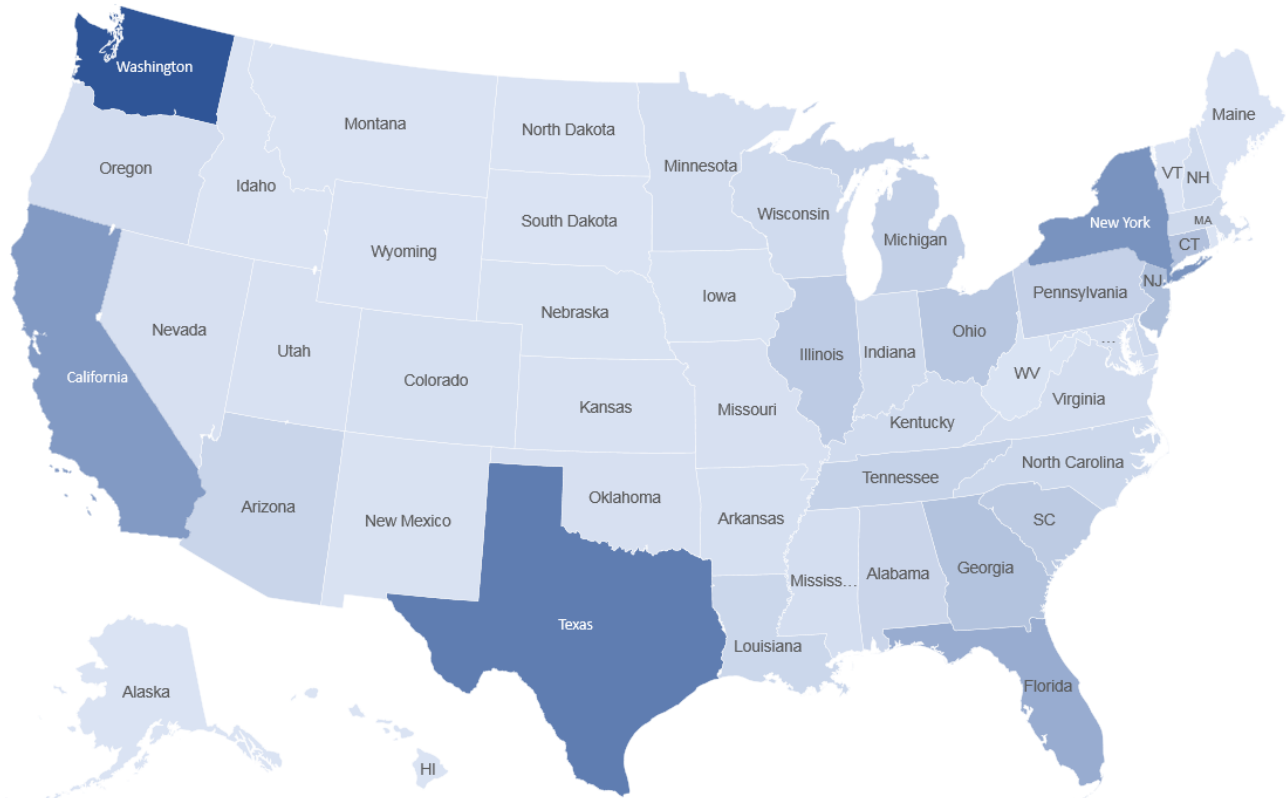 Washington
Maine
Montana
North Dakota
Minnesota
Oregon
VT
NH
Idaho
Wisconsin
South Dakota
MA
New York
Michigan
CT
Wyoming
NJ
Pennsylvania
Iowa
Nebraska
Nevada
Ohio
...
Utah
Illinois
Indiana
California
WV
Colorado
Virginia
Kansas
Missouri
Kentucky
North Carolina
Tennessee
Oklahoma
Arizona
Arkansas
New Mexico
SC
Georgia
Alabama
Mississ...
Texas
Louisiana
Florida
Alaska
HI